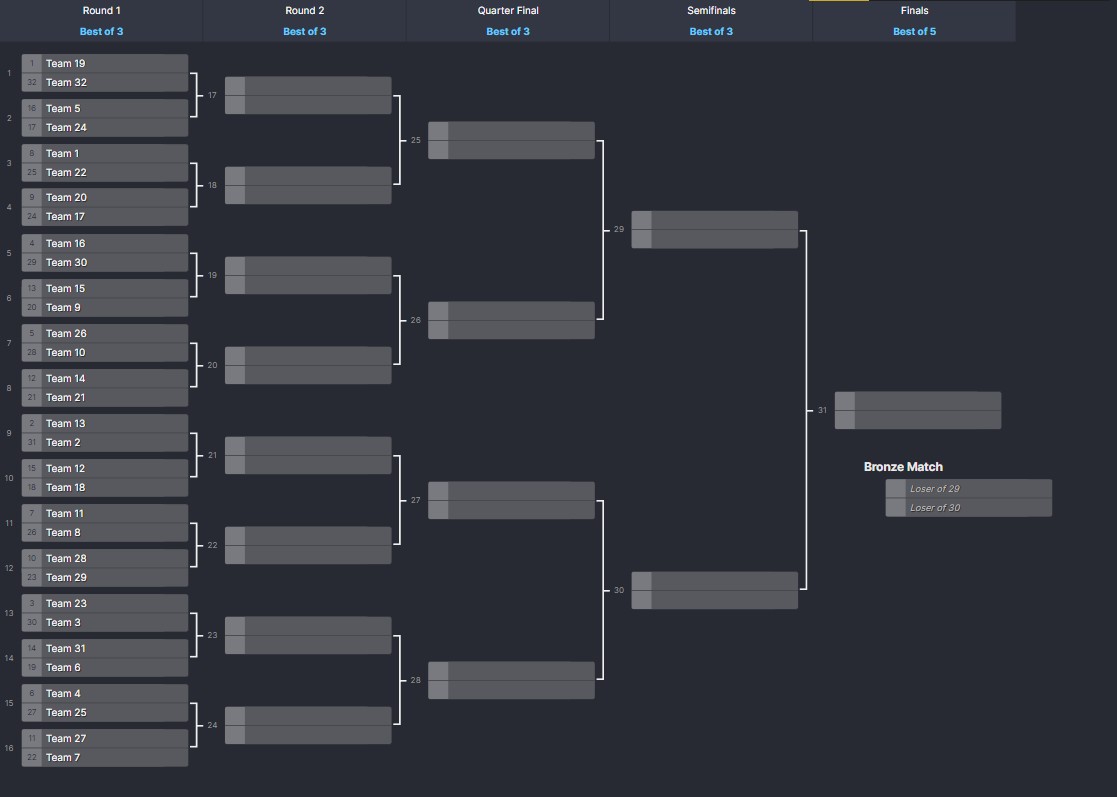 Round 1
Best of 3
Round 2
Best of 3
Quarter Final
Best of 3
Semifinals
Best of 3
Finals
Best of 5
1
1 Team 19
32 Team 32
2
16 Team 5
17 Team 24
3
8 Team 1
25 Team 22
4
9 Team 20
24 Team 17
5
4 Team 16
29 Team 30
6
13 Team 15
20 Team 9
7
5 Team 26
28 Team 10
8
12 Team 14
21 Team 21
9
2 Team 13
31 Team 2
10
15 Team 12
18 Team 18
11
7 Team 11
26 Team 8
12
10 Team 28
23 Team 29
13
3 Team 23
30 Team 3
14
14 Team 31
19 Team 6
15
6 Team 4
27 Team 25
16
11 Team 27
22 Team 7
17
18
19
20
21
22
23
24
25
26
27
28
29
30
31
Bronze Match
Loser of 29
Loser of 30